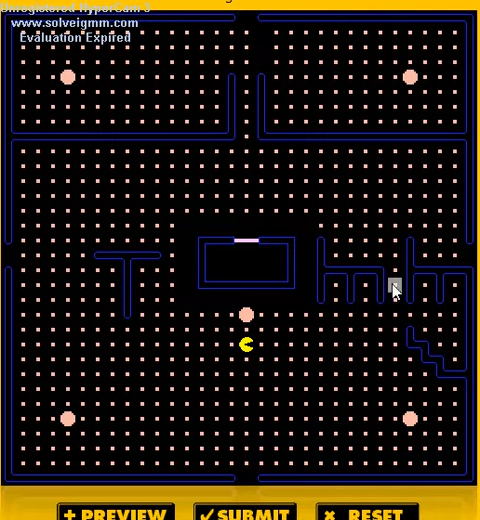 Unregistered HyperCam 3
www.solveigmm.com
Evaluation Expired
+ PREVIEW
✓ SUBMIT
× RESET